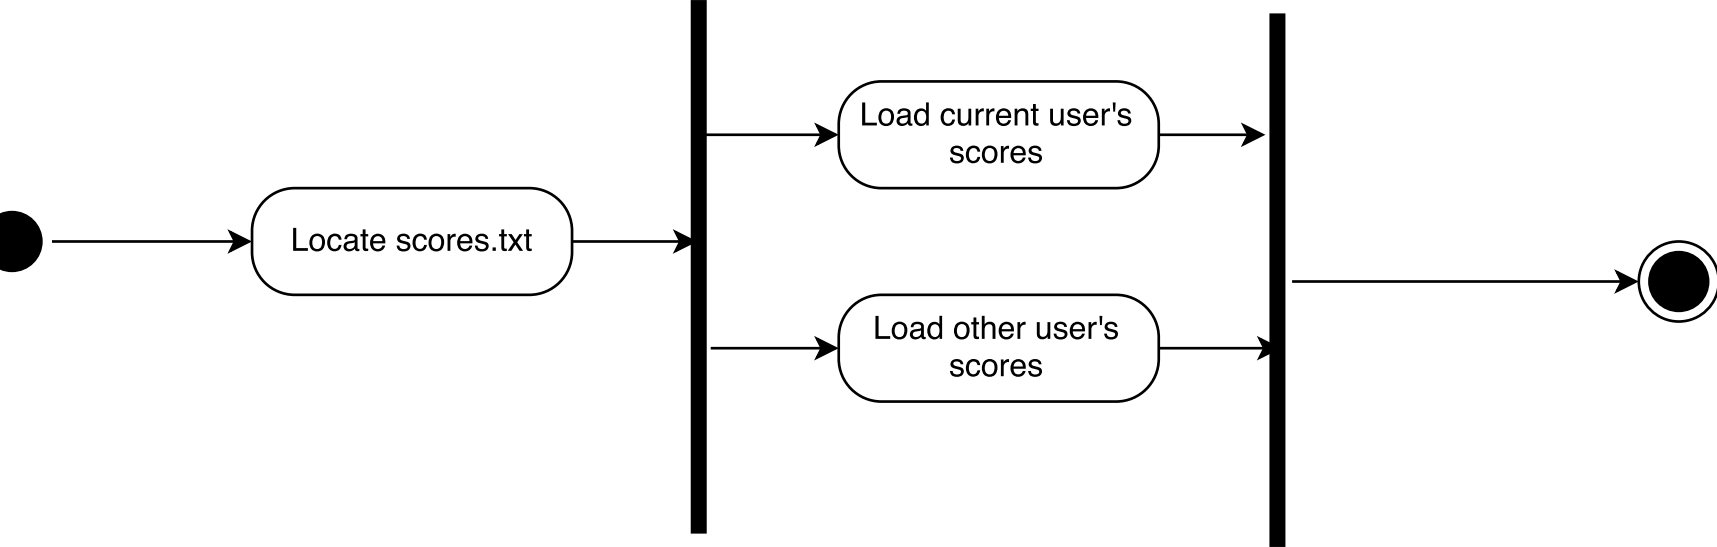 Locate scores.txt
Load current user's
scores
Load other user's
scores